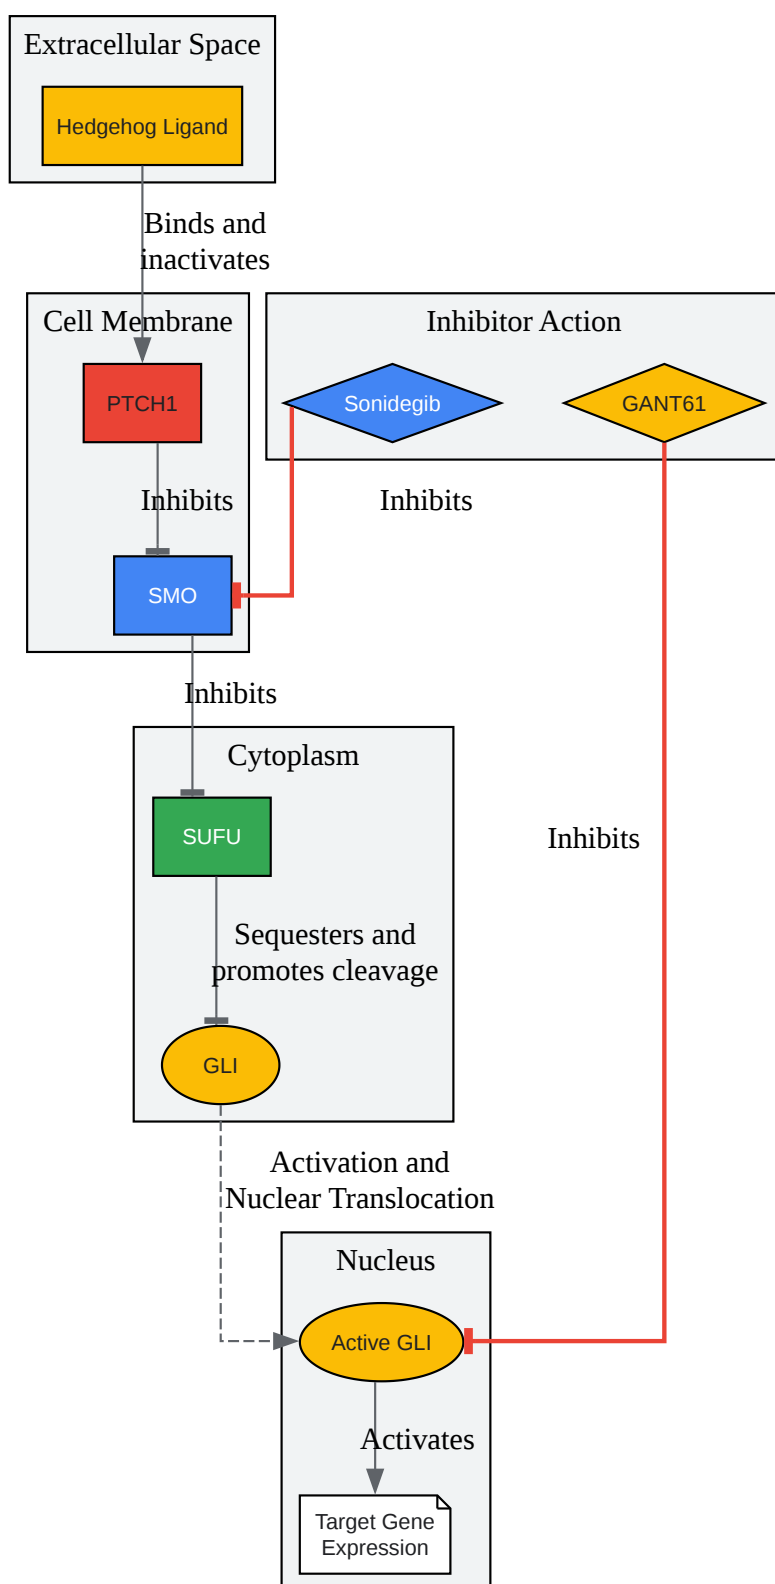 Extracellular Space
Hedgehog Ligand
Binds and
inactivates
Cell Membrane
Inhibitor Action
PTCH1
Sonidegib
GANT61
Inhibits
Inhibits
SMO
Inhibits
Cytoplasm
SUFU
Inhibits
Sequesters and
promotes cleavage
GLI
Activation and
Nuclear Translocation
Nucleus
Active GLI
Activates
Target Gene
Expression